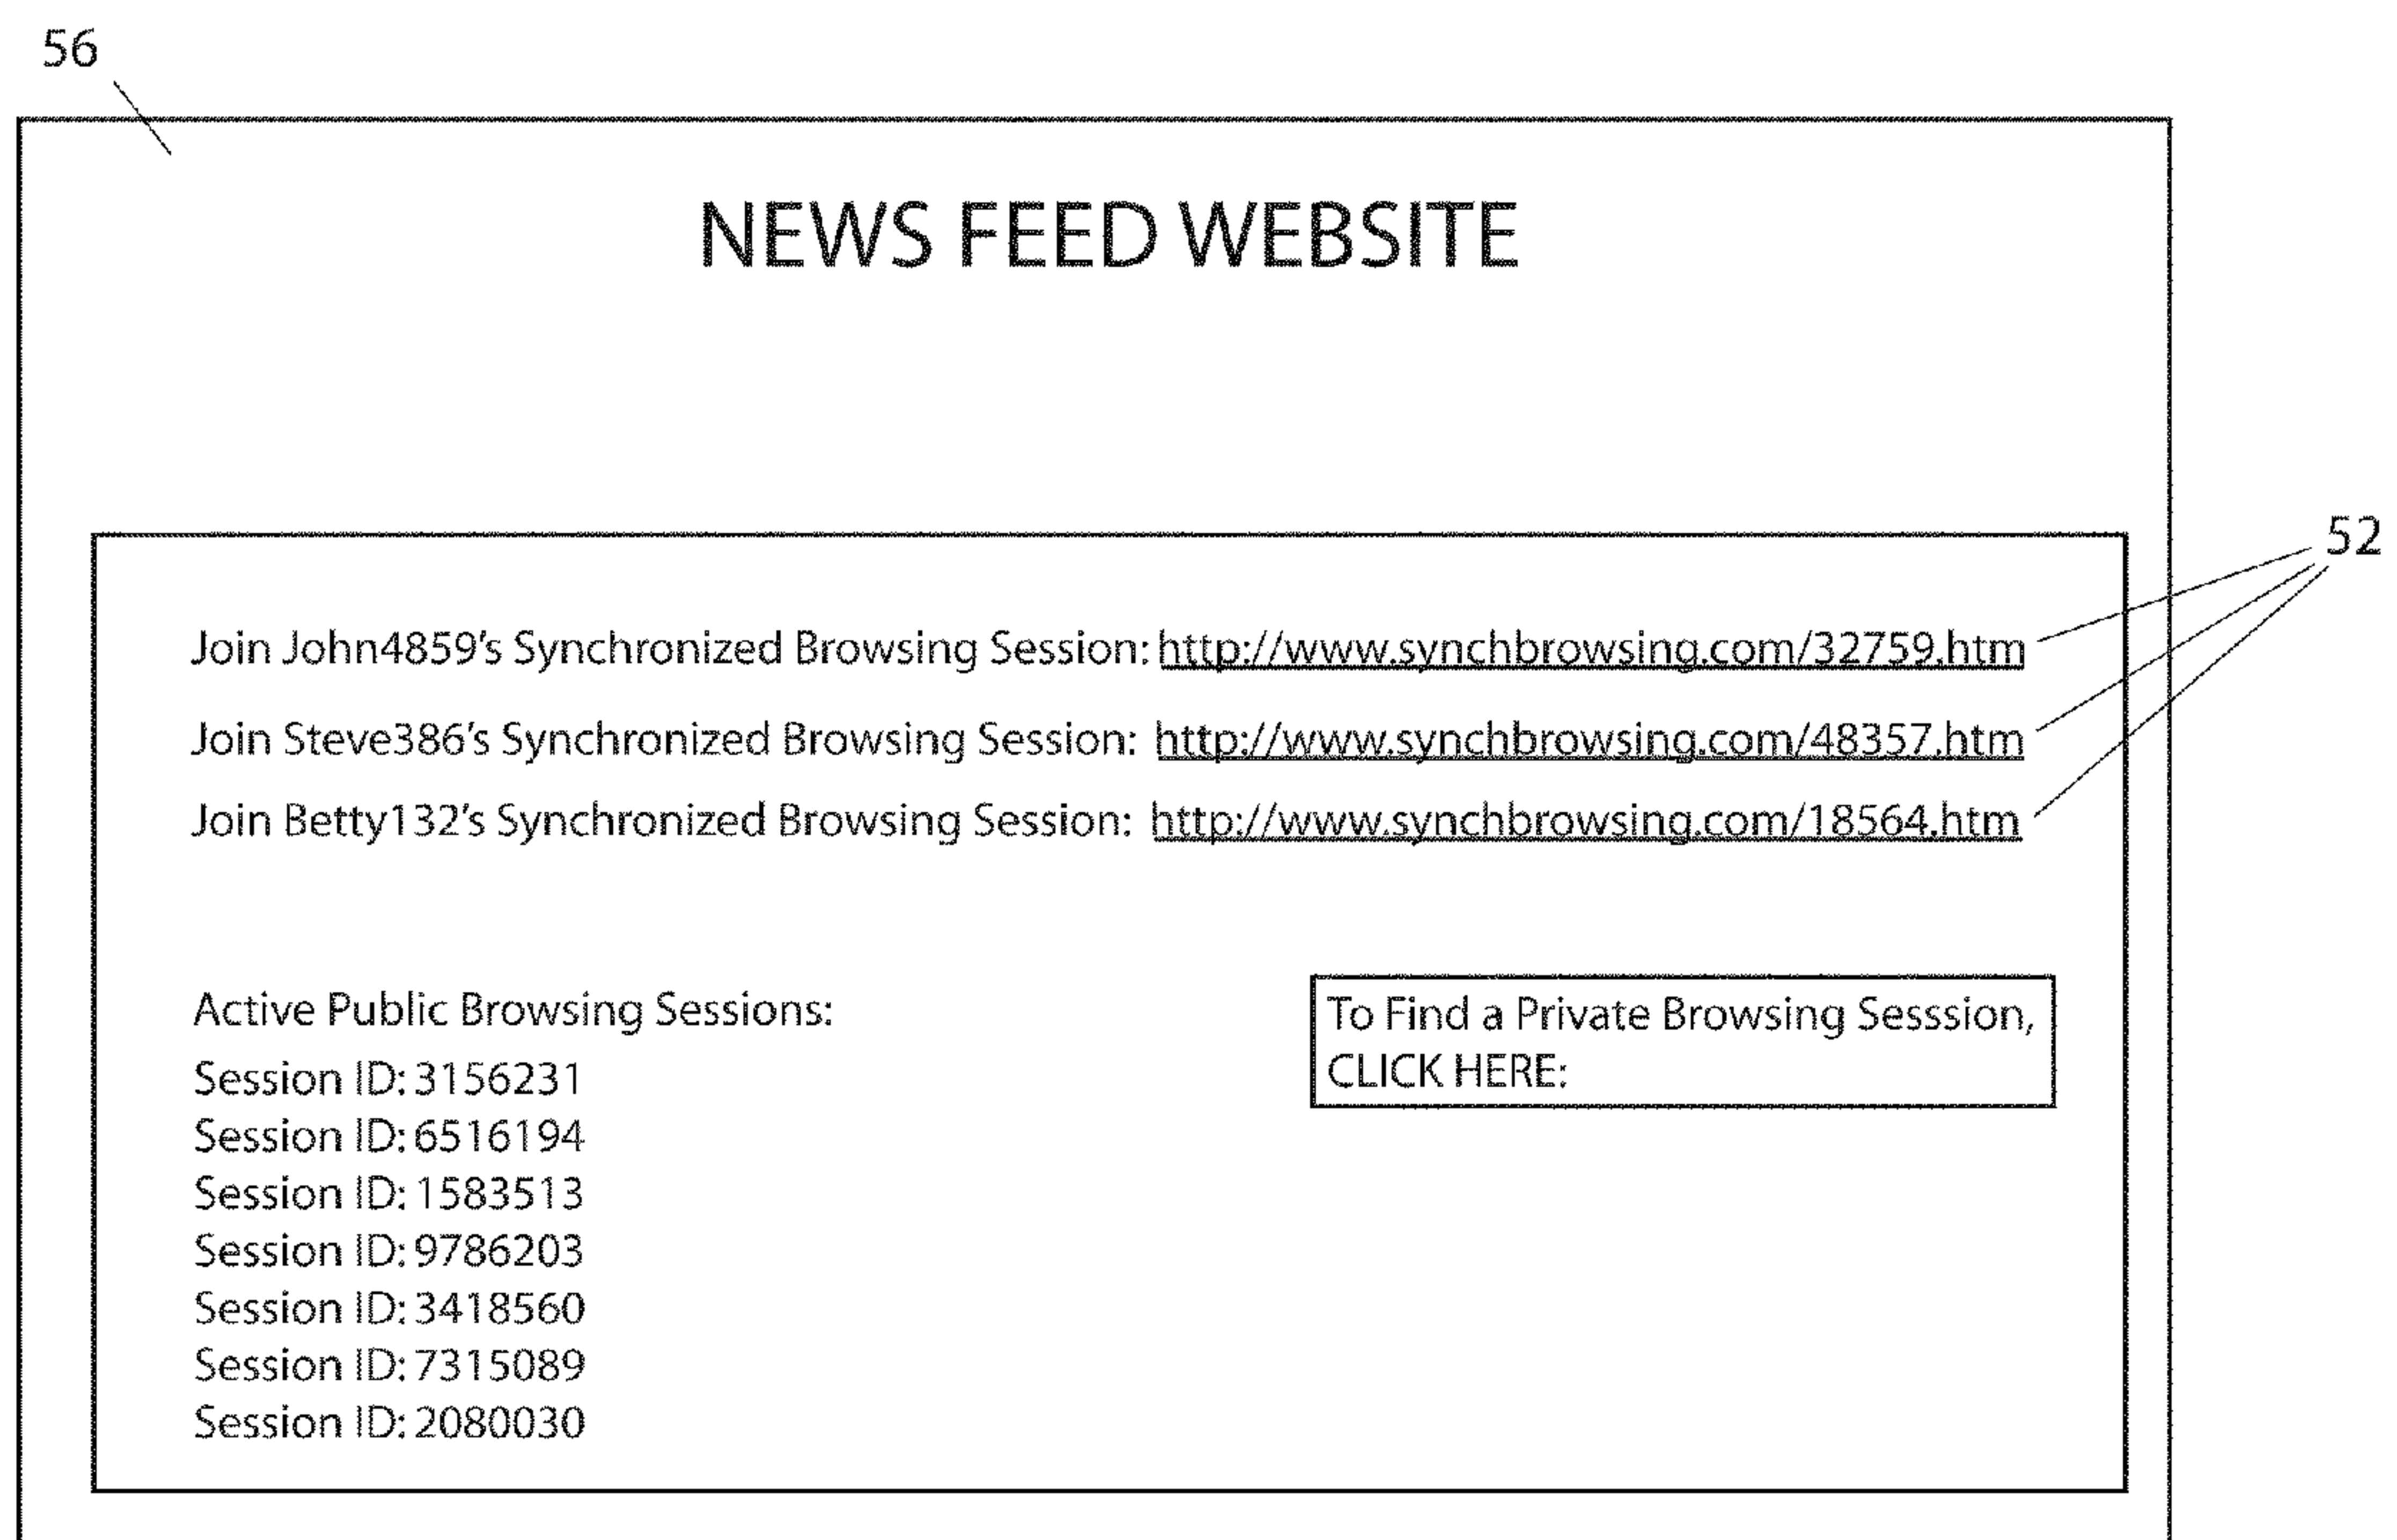 56
NEWS FEED WEBSITE
52
Join John4859's Synchronized Browsing Session: http://www.synchbrowsing.com/32759.htm
Join Steve386's Synchronized Browsing Session: http://www.synchbrowsing.com/48357.htm
Join Betty132's Synchronized Browsing Session: http://www.synchbrowsing.com/18564.htm
Active Public Browsing Sessions:
Session ID: 3156231
Session ID: 6516194
Session ID: 1583513
Session ID: 9786203
Session ID: 3418560
Session ID: 7315089
Session ID: 2080030
To Find a Private Browsing Sesssion,
CLICK HERE: